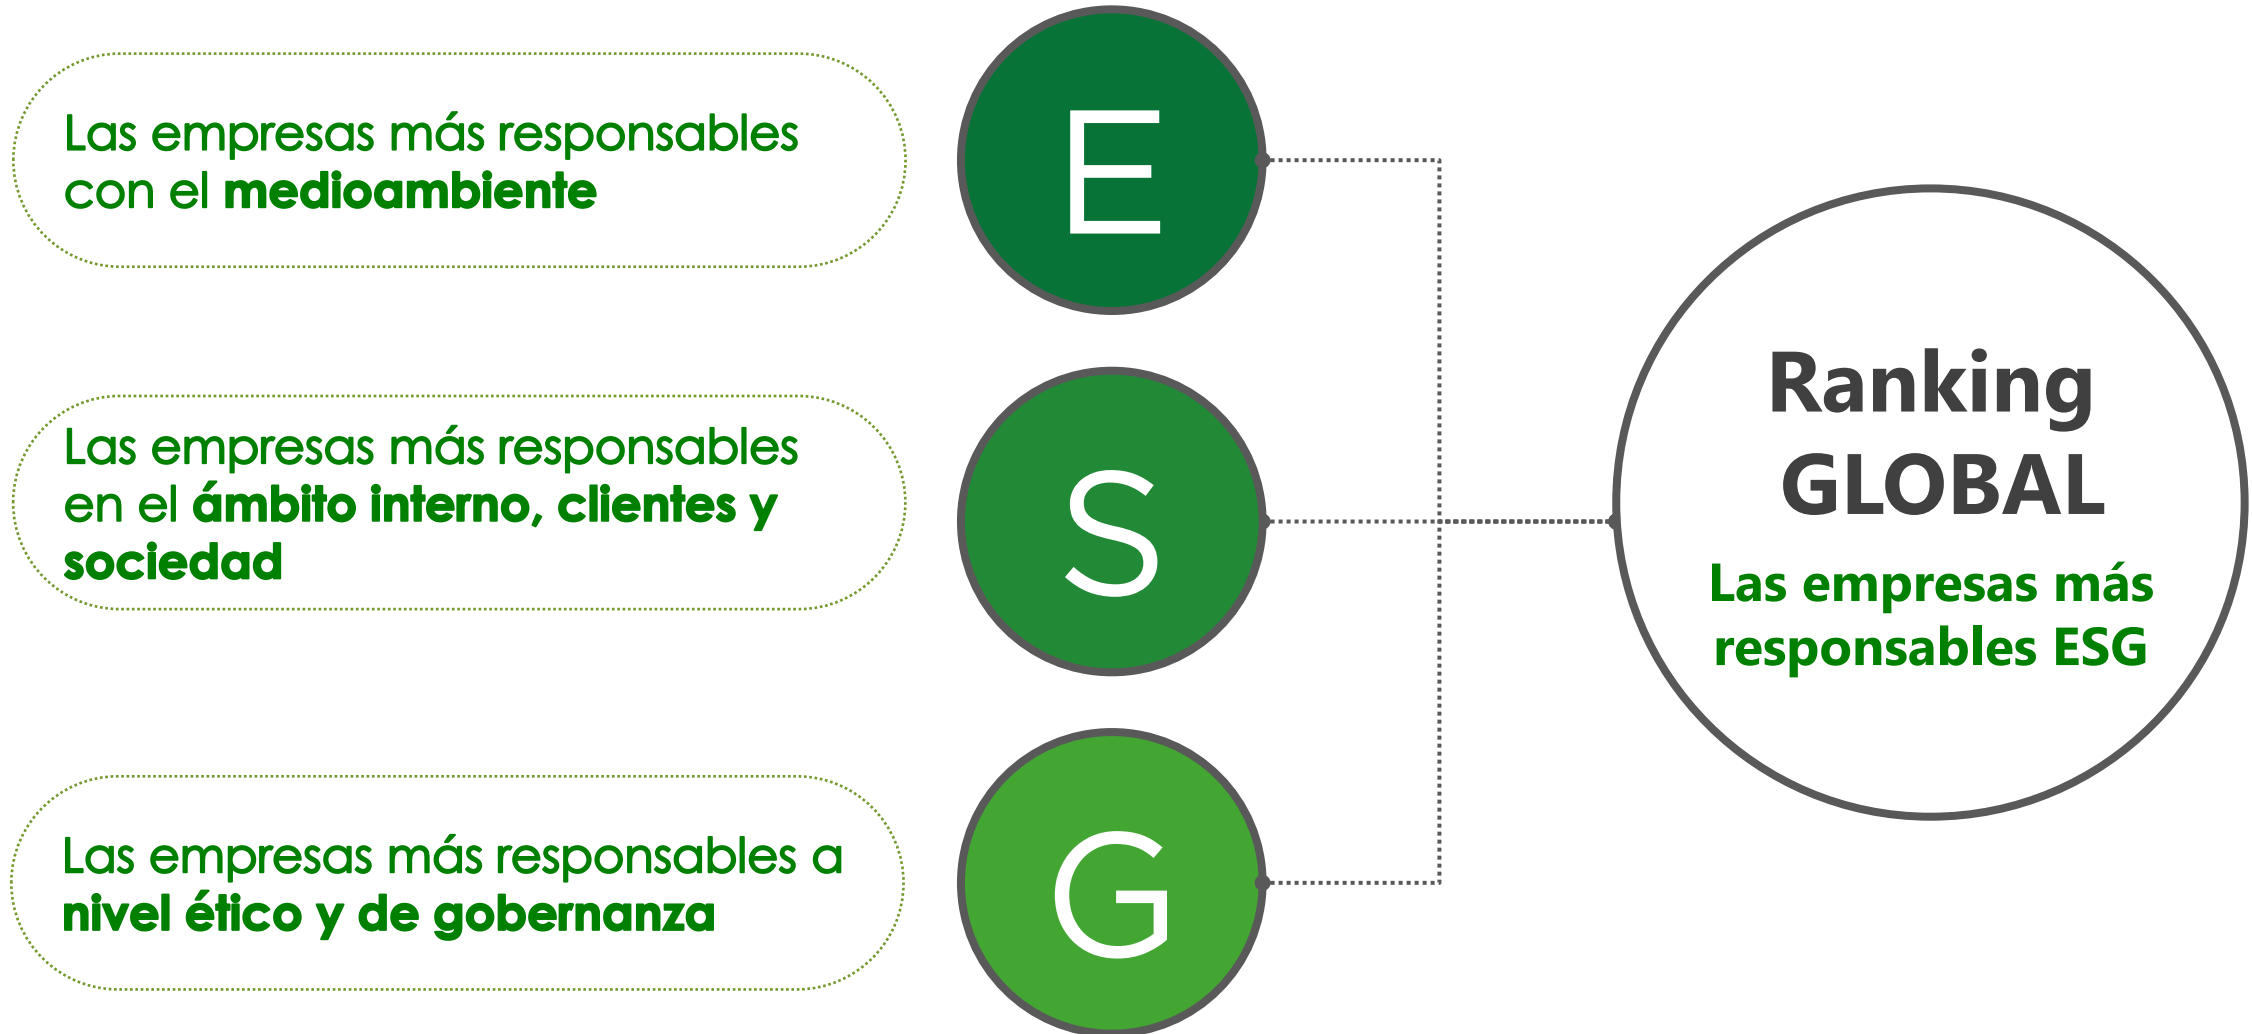 Las empresas más responsables
con el medioambiente
E
Las empresas más responsables
en el ámbito interno, clientes y
sociedad
S
Las empresas más responsables a
nivel ético y de gobernanza
G
Ranking
GLOBAL
Las empresas más
responsables ESG